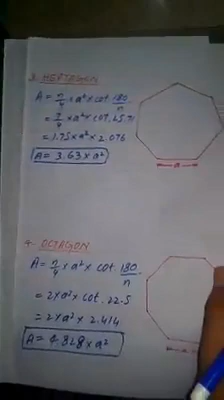 3. HEPTAGON
A = n/4 × a² × cot 180/n
= 7/4 × a² × cot.25.71
= 1.75 × a² × 2.076
A = 3.63 × a²
a
4. OCTAGON
A = n/4 × a² × cot 180/n
= 2 × a² × cot.22.5
= 2 × a² × 2.414
A = 4.828 × a²
a